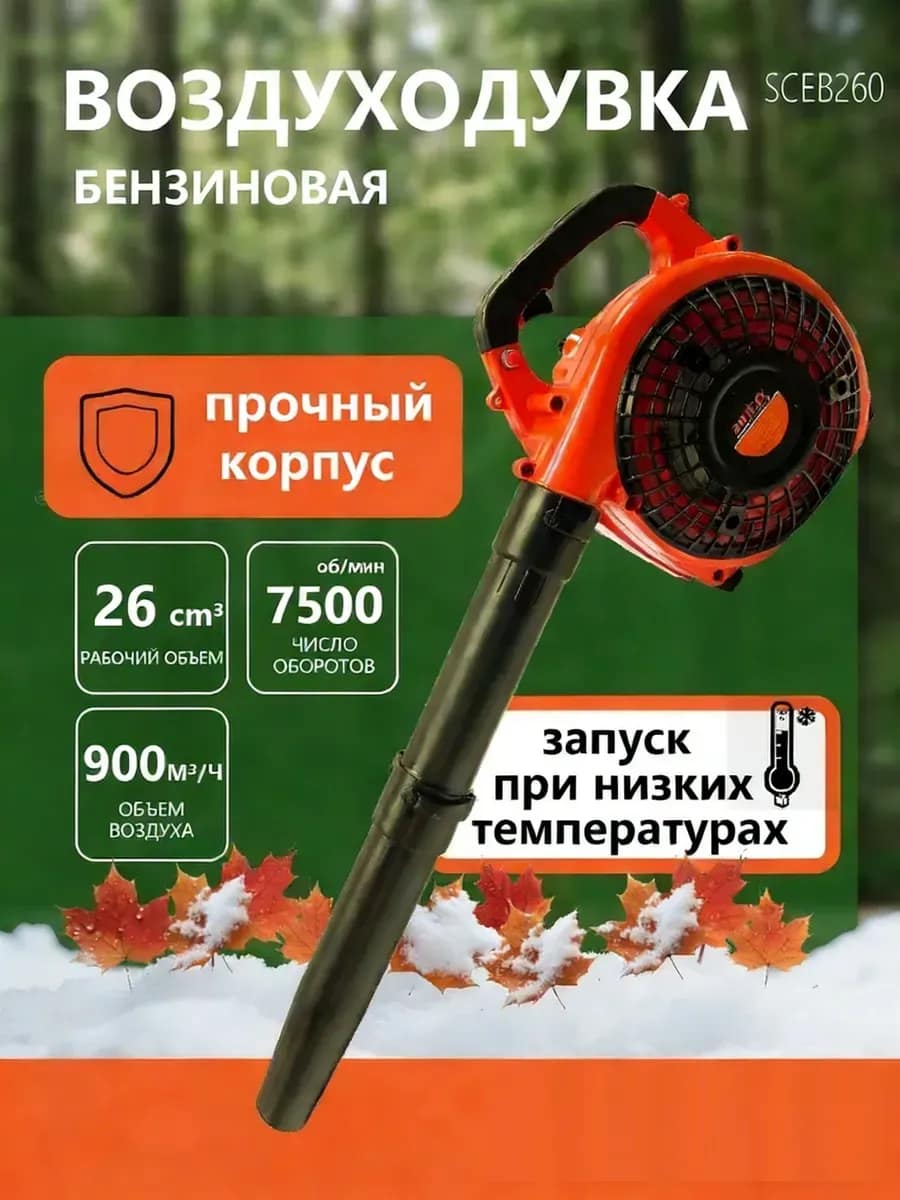 ВОЗДУХОДУВКА SCEB260
БЕНЗИНОВАЯ
прочный
корпус
26 cm³
РАБОЧИЙ ОБЪЕМ
об/мин
7500
ЧИСЛО
ОБОРОТОВ
900м³/ч
ОБЪЕМ
ВОЗДУХА
запуск
при низких
температурах